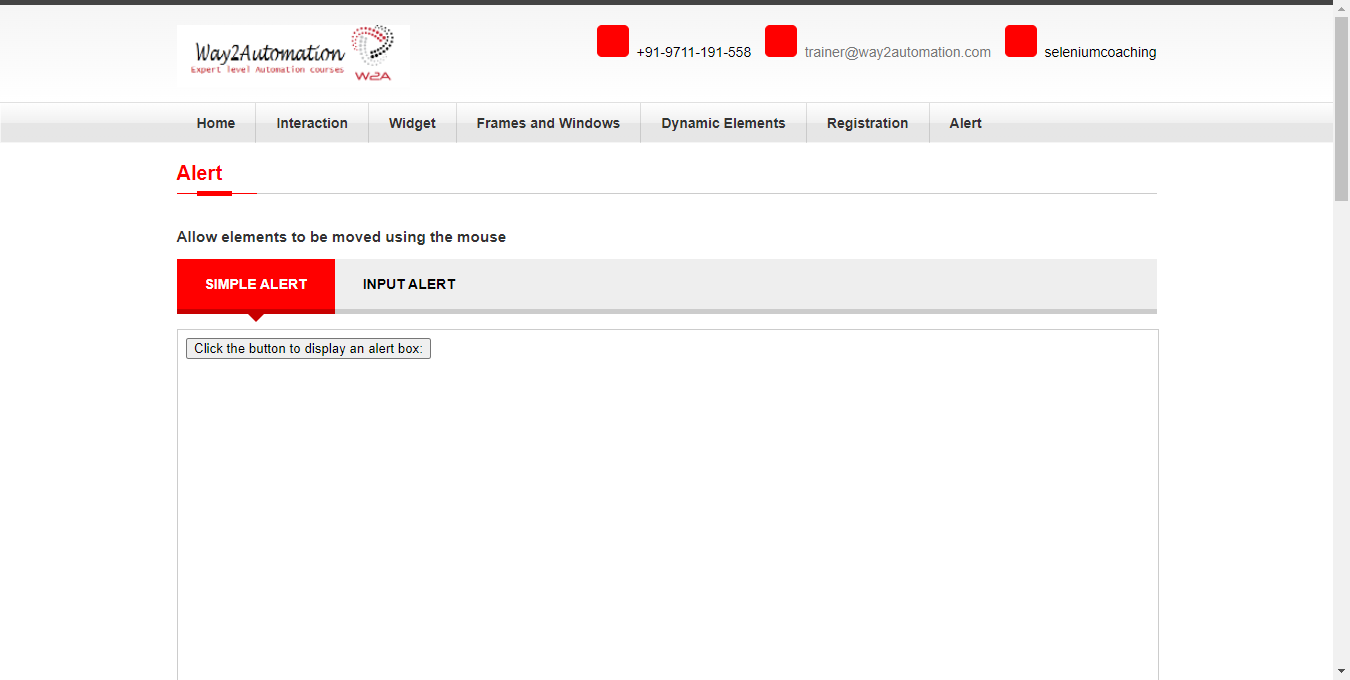 Way2Automation
Expert level Automation courses
W2A
+91-9711-191-558
trainer@way2automation.com
seleniumcoaching
Home
Interaction
Widget
Frames and Windows
Dynamic Elements
Registration
Alert
Alert
Allow elements to be moved using the mouse
SIMPLE ALERT
INPUT ALERT
Click the button to display an alert box: